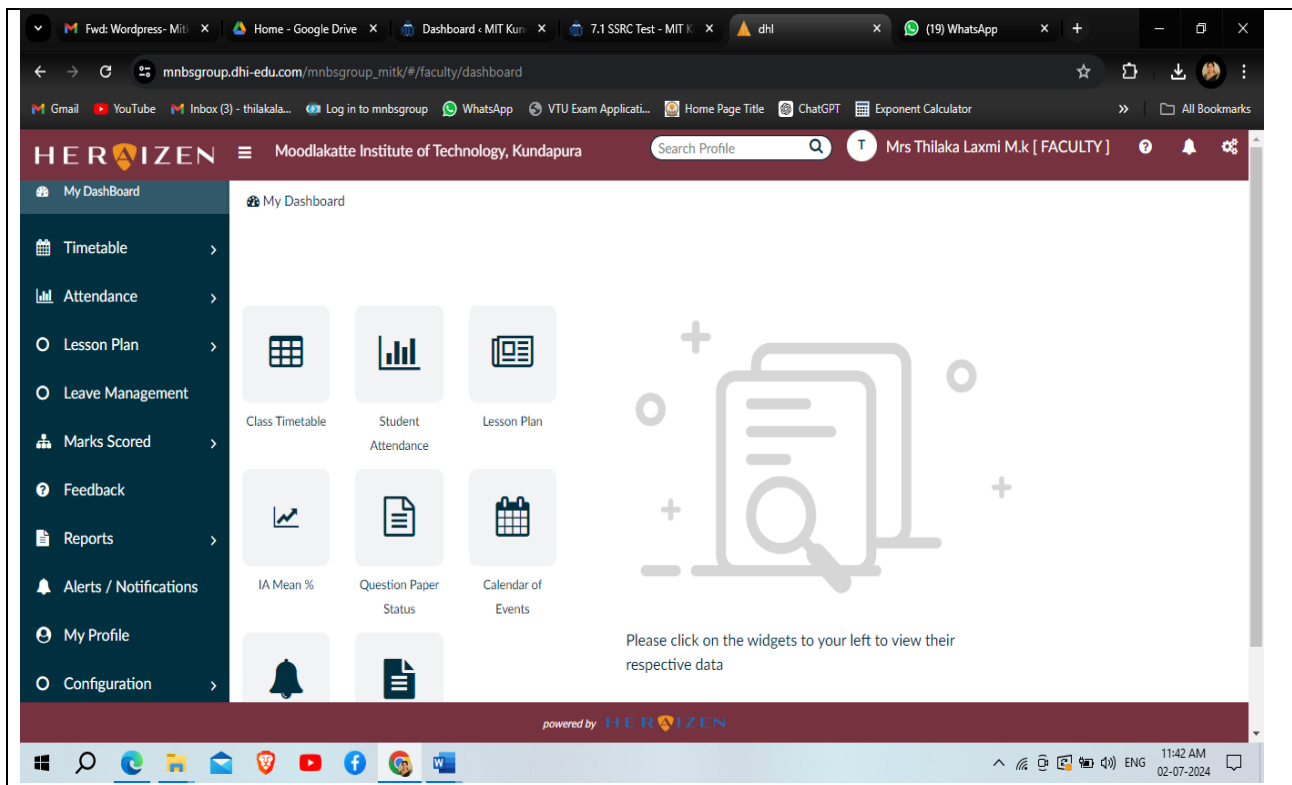 Fwd: Wordpress- Mit
Home - Google Drive
Dashboard ‹ MIT Kun
7.1 SSRC Test - MIT K
dhl
(19) WhatsApp
mnbsgroup.dhi-edu.com/mnbsgroup_mitk/#/faculty/dashboard
Gmail YouTube Inbox (3) - thilakala... Log in to mnbsgroup WhatsApp VTU Exam Applicati... Home Page Title ChatGPT Exponent Calculator » All Bookmarks
HERAIZEN Moodlakatte Institute of Technology, Kundapura Search Profile T Mrs Thilaka Laxmi M.k [ FACULTY ]
My DashBoard
Timetable
Attendance
Lesson Plan
Leave Management
Marks Scored
Feedback
Reports
Alerts / Notifications
My Profile
Configuration
My Dashboard
Class Timetable
Student
Attendance
Lesson Plan
IA Mean %
Question Paper
Status
Calendar of
Events
Please click on the widgets to your left to view their
respective data
powered by HERAIZEN
ENG
11:42 AM
02-07-2024